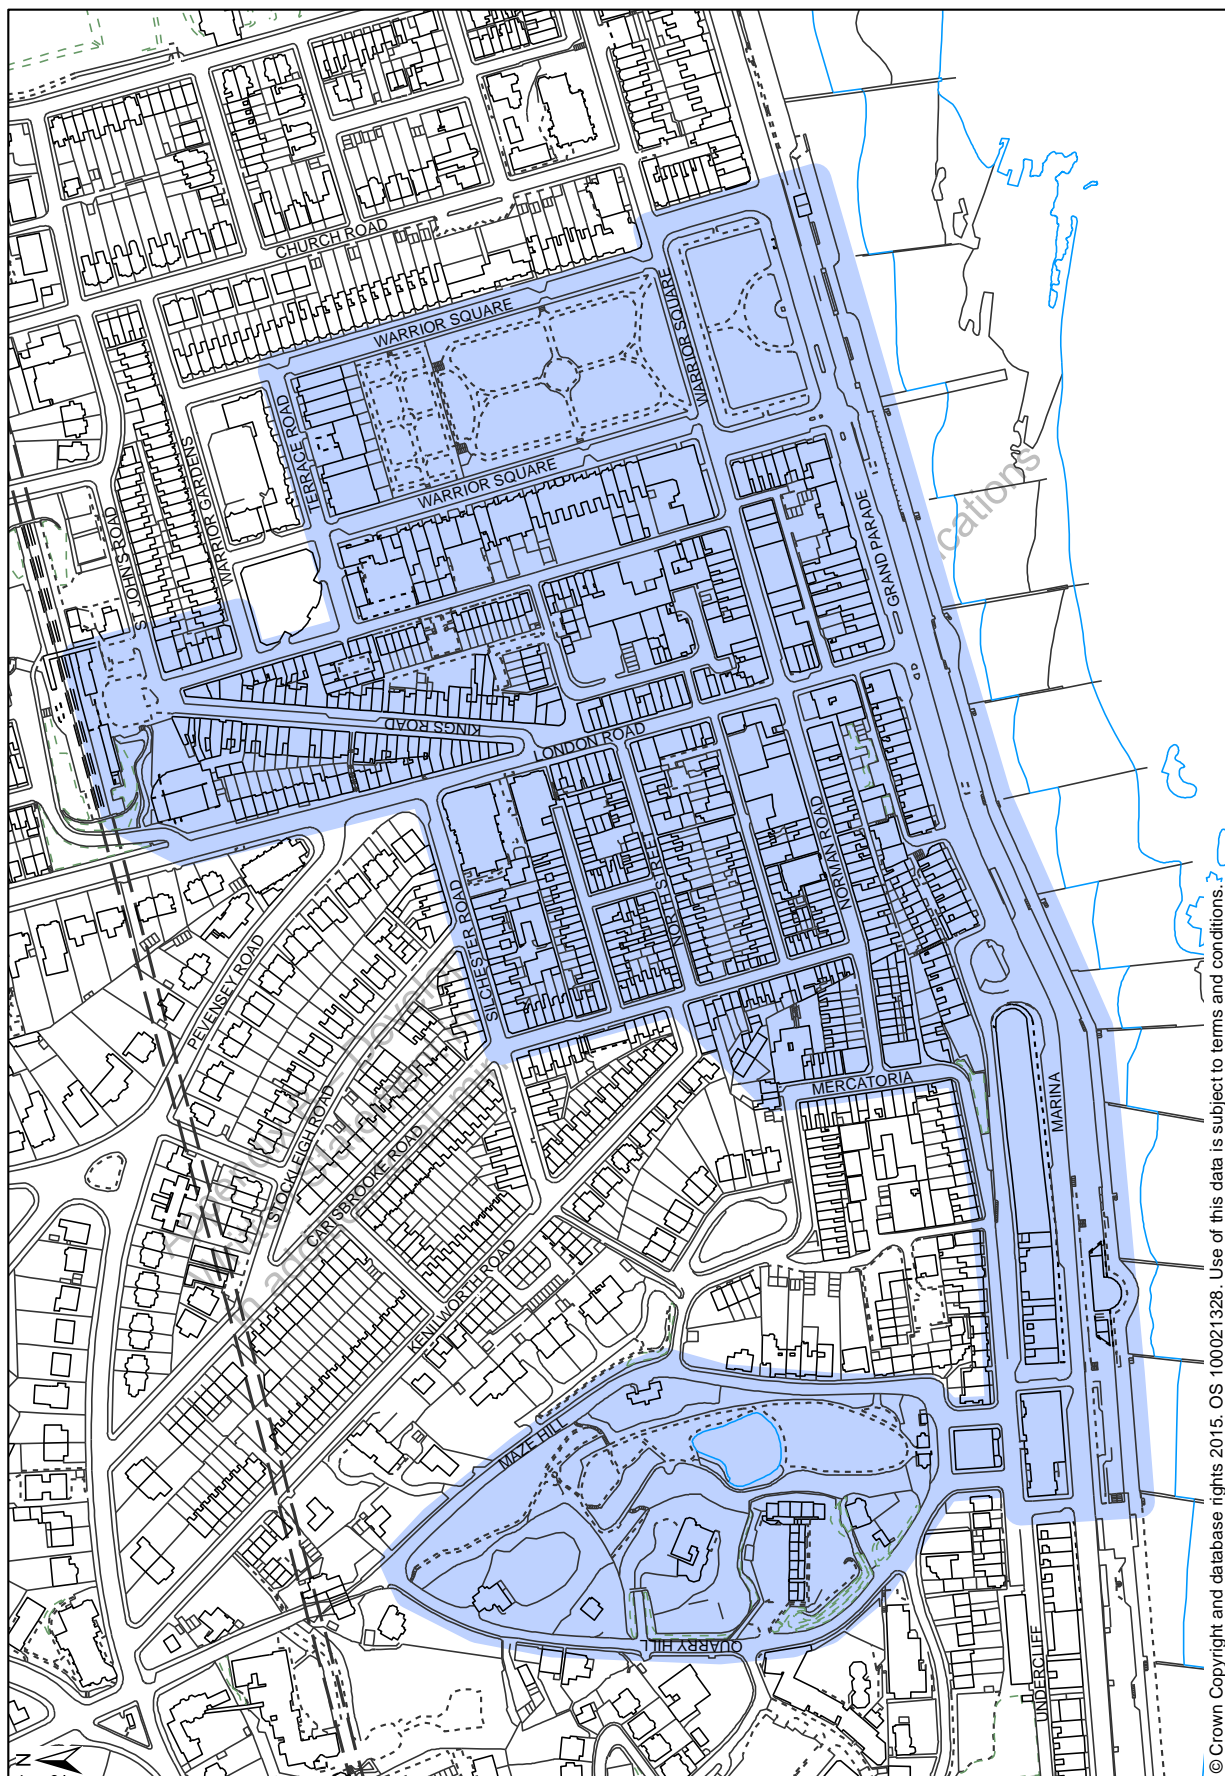 CHURCH ROAD
WARRIOR SQUARE
WARRIOR SQUARE
TERRACE ROAD
WARRIOR SQUARE
WARRIOR GARDENS
ST JOHNS ROAD
GRAND PARADE
KINGS ROAD
LONDON ROAD
NORMAN ROAD
NORTH STREET
SILCHESTER ROAD
PEVENSEY ROAD
MERCATORIA
MARINA
STOCKLEIGH ROAD
CARISBROOKE ROAD
KENILWORTH ROAD
MAZE HILL
QUARRY HILL
UNDERCLIFF
N
© Crown Copyright and database rights 2015. OS 100021328. Use of this data is subject to terms and conditions.